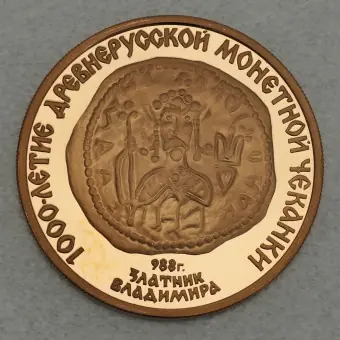 1000-ЛЕТИЕ ДРЕВНЕРУССКОЙ МОНЕТНОЙ ЧЕКАНКИ
988г.
ЗЛАТНИК
ВЛАДИМИРА